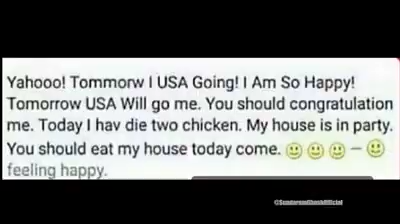 Yahooo! Tommorw I USA Going! I Am So Happy!
Tomorrow USA Will go me. You should congratulation
me. Today I hav die two chicken. My house is in party.
You should eat my house today come. 🙂 🙂 🙂 – 🙂
feeling happy.